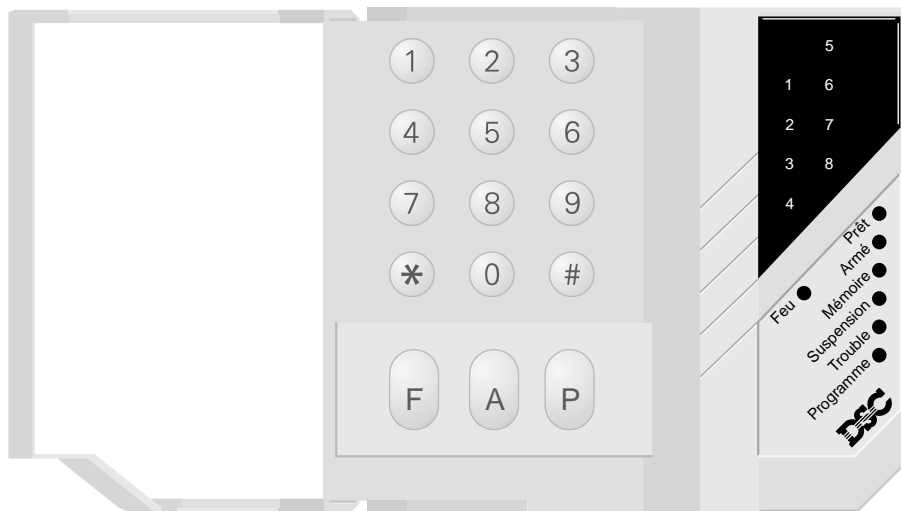 1 2 3
4 5 6
7 8 9
* 0 #
F A P
5
1 6
2 7
3 8
4
Prêt
Armé
Mémoire
Suspension
Trouble
Programme
Feu
DSC